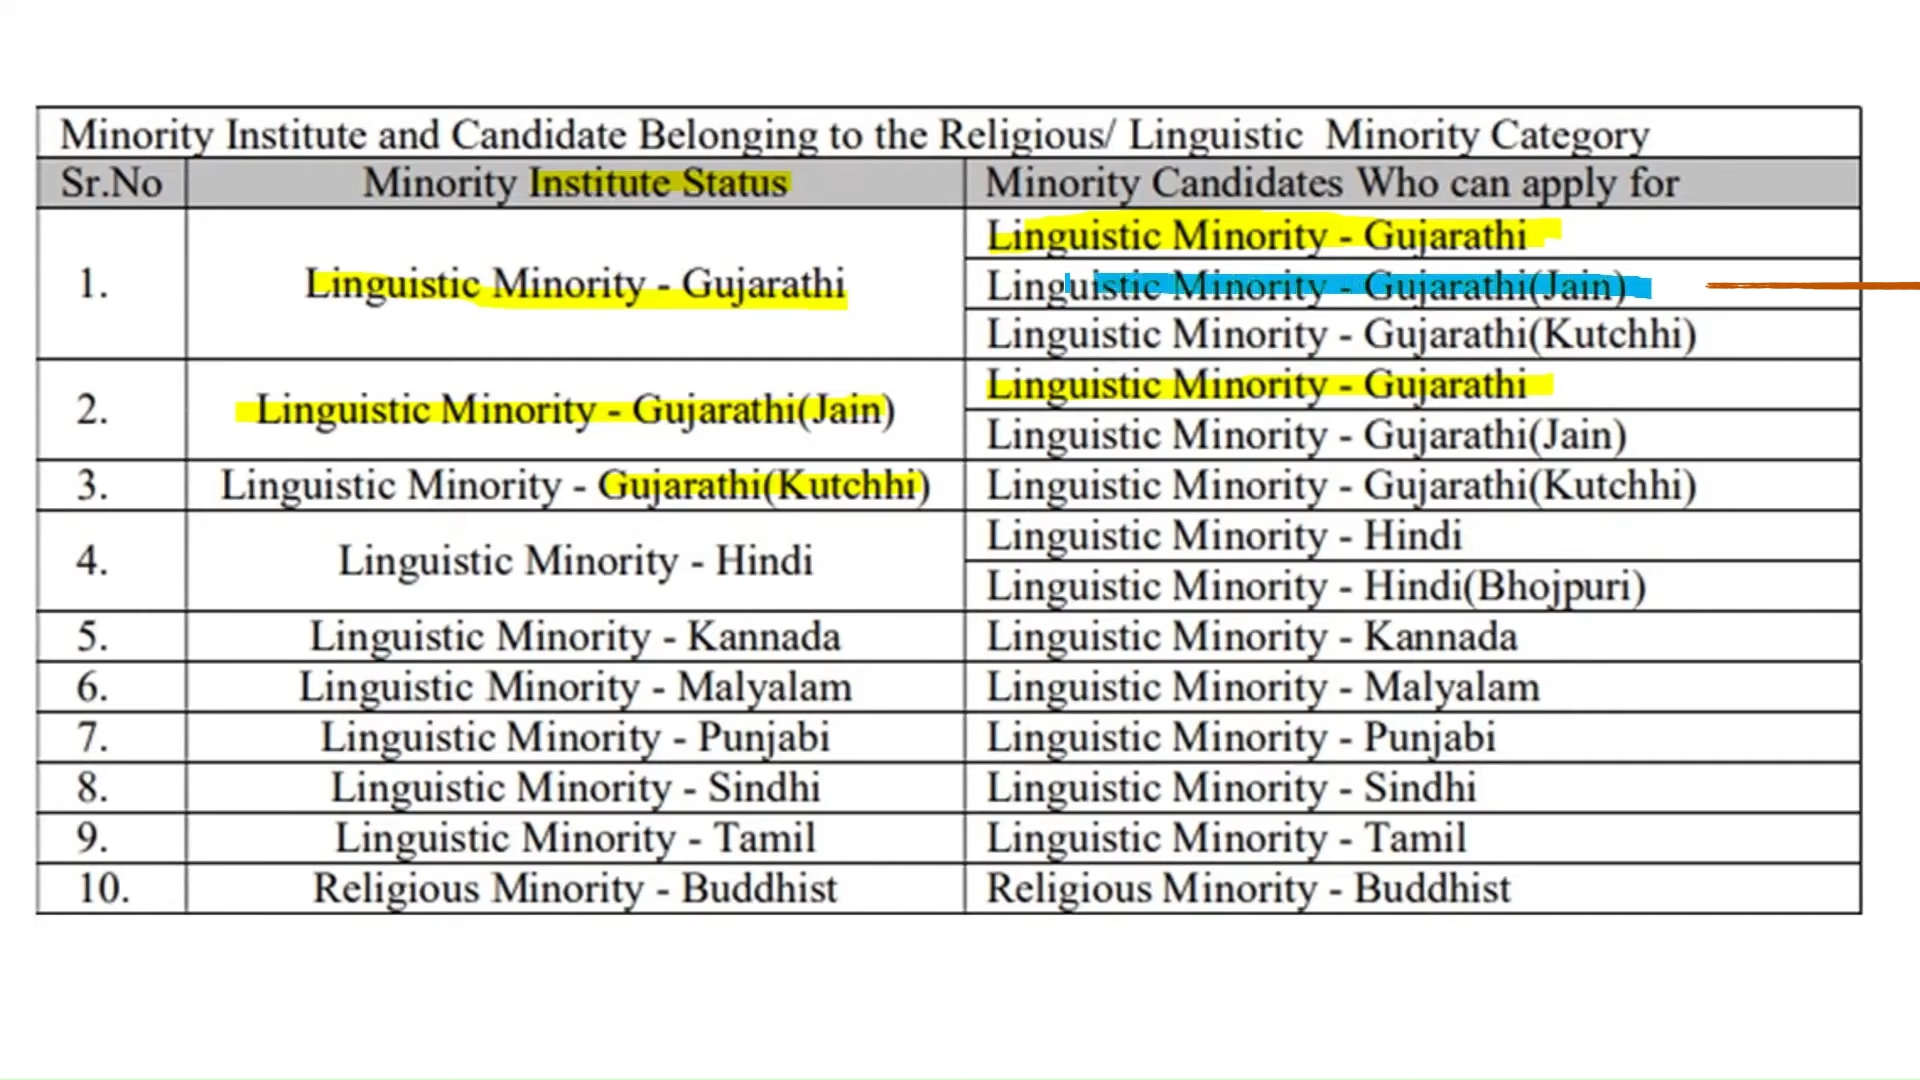 Minority Institute and Candidate Belonging to the Religious/ Linguistic Minority Category
Sr.No Minority Institute Status Minority Candidates Who can apply for
1. Linguistic Minority - Gujarathi Linguistic Minority - Gujarathi
Linguistic Minority - Gujarathi(Jain)
Linguistic Minority - Gujarathi(Kutchhi)
2. Linguistic Minority - Gujarathi(Jain) Linguistic Minority - Gujarathi
Linguistic Minority - Gujarathi(Jain)
3. Linguistic Minority - Gujarathi(Kutchhi) Linguistic Minority - Gujarathi(Kutchhi)
4. Linguistic Minority - Hindi Linguistic Minority - Hindi
Linguistic Minority - Hindi(Bhojpuri)
5. Linguistic Minority - Kannada Linguistic Minority - Kannada
6. Linguistic Minority - Malyalam Linguistic Minority - Malyalam
7. Linguistic Minority - Punjabi Linguistic Minority - Punjabi
8. Linguistic Minority - Sindhi Linguistic Minority - Sindhi
9. Linguistic Minority - Tamil Linguistic Minority - Tamil
10. Religious Minority - Buddhist Religious Minority - Buddhist